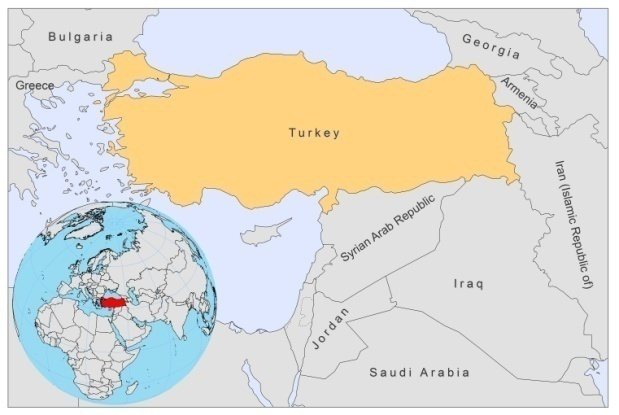 Bulgaria
Georgia
Greece
Armenia
Turkey
Iran (Islamic Republic of)
Syrian Arab Republic
Iraq
Jordan
Saudi Arabia